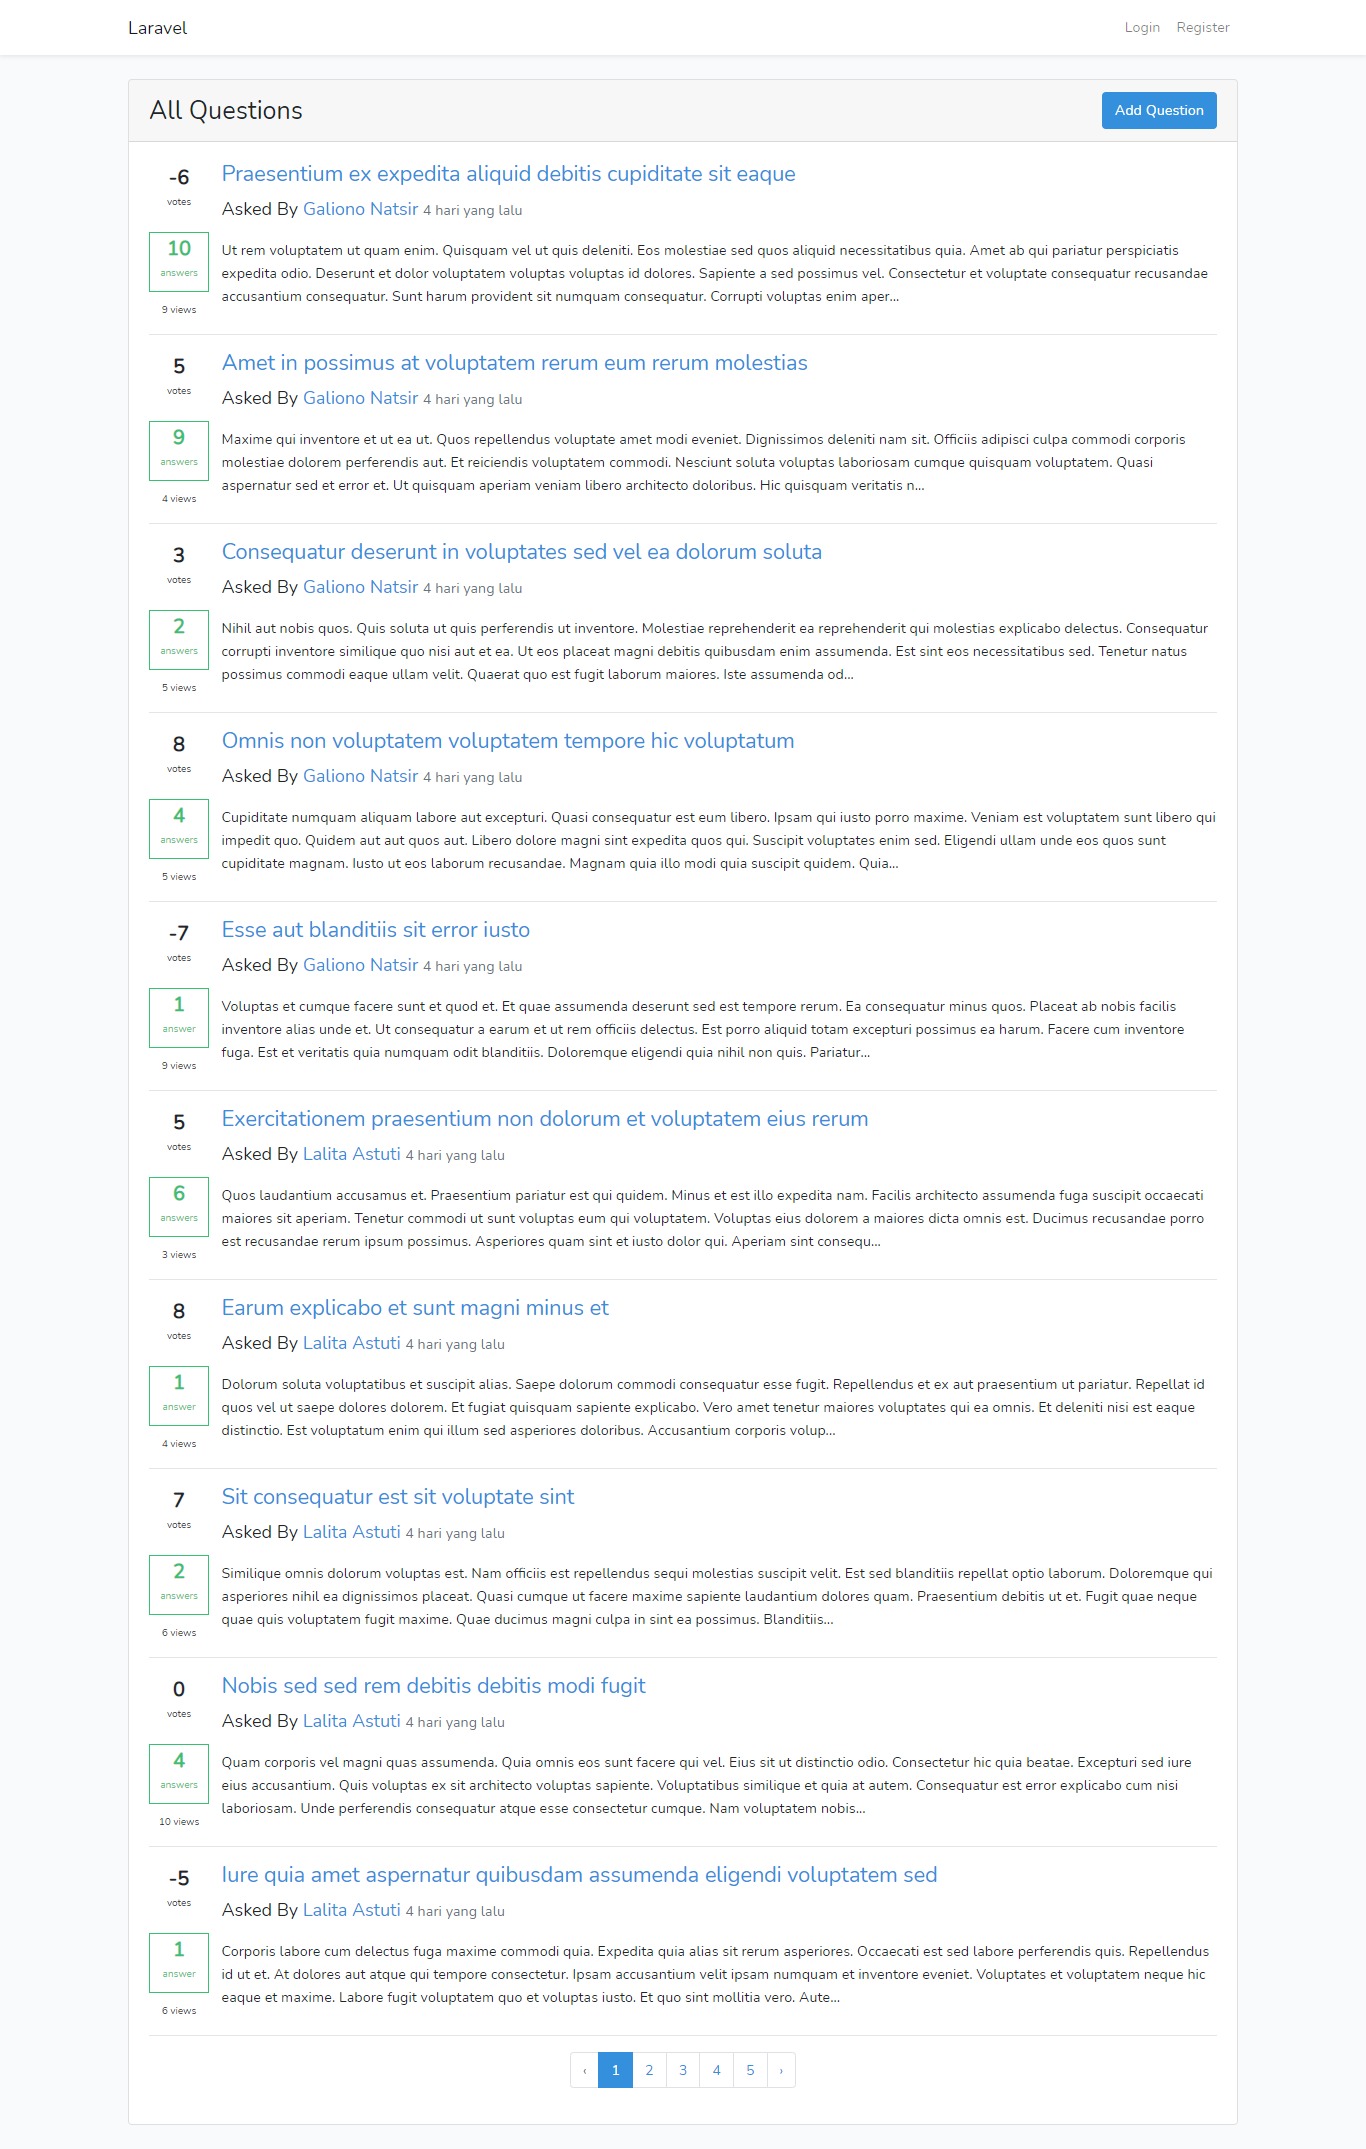 Laravel
Login Register
All Questions
Add Question
-6
votes
10
answers
9 views
Praesentium ex expedita aliquid debitis cupiditate sit eaque
Asked By Galiono Natsir 4 hari yang lalu
Ut rem voluptatem ut quam enim. Quisquam vel ut quis deleniti. Eos molestiae sed quos aliquid necessitatibus quia. Amet ab qui pariatur perspiciatis
expedita odio. Deserunt et dolor voluptatem voluptas voluptas id dolores. Sapiente a sed possimus vel. Consectetur et voluptate consequatur recusandae
accusantium consequatur. Sunt harum provident sit numquam consequatur. Corrupti voluptas enim aper...
5
votes
9
answers
4 views
Amet in possimus at voluptatem rerum eum rerum molestias
Asked By Galiono Natsir 4 hari yang lalu
Maxime qui inventore et ut ea ut. Quos repellendus voluptate amet modi eveniet. Dignissimos deleniti nam sit. Officiis adipisci culpa commodi corporis
molestiae dolorem perferendis aut. Et reiciendis voluptatem commodi. Nesciunt soluta voluptas laboriosam cumque quisquam voluptatem. Quasi
aspernatur sed et error et. Ut quisquam aperiam veniam libero architecto doloribus. Hic quisquam veritatis n...
3
votes
2
answers
5 views
Consequatur deserunt in voluptates sed vel ea dolorum soluta
Asked By Galiono Natsir 4 hari yang lalu
Nihil aut nobis quos. Quis soluta ut quis perferendis ut inventore. Molestiae reprehenderit ea reprehenderit qui molestias explicabo delectus. Consequatur
corrupti inventore similique quo nisi aut et ea. Ut eos placeat magni debitis quibusdam enim assumenda. Est sint eos necessitatibus sed. Tenetur natus
possimus commodi eaque ullam velit. Quaerat quo est fugit laborum maiores. Iste assumenda od...
8
votes
4
answers
5 views
Omnis non voluptatem voluptatem tempore hic voluptatum
Asked By Galiono Natsir 4 hari yang lalu
Cupiditate numquam aliquam labore aut excepturi. Quasi consequatur est eum libero. Ipsam qui iusto porro maxime. Veniam est voluptatem sunt libero qui
impedit quo. Quidem aut aut quos aut. Libero dolore magni sint expedita quos qui. Suscipit voluptates enim sed. Eligendi ullam unde eos quos sunt
cupiditate magnam. Iusto ut eos laborum recusandae. Magnam quia illo modi quia suscipit quidem. Quia...
-7
votes
1
answer
9 views
Esse aut blanditiis sit error iusto
Asked By Galiono Natsir 4 hari yang lalu
Voluptas et cumque facere sunt et quod et. Et quae assumenda deserunt sed est tempore rerum. Ea consequatur minus quos. Placeat ab nobis facilis
inventore alias unde et. Ut consequatur a earum et ut rem officiis delectus. Est porro aliquid totam excepturi possimus ea harum. Facere cum inventore
fuga. Est et veritatis quia numquam odit blanditiis. Doloremque eligendi quia nihil non quis. Pariatur...
5
votes
6
answers
3 views
Exercitationem praesentium non dolorum et voluptatem eius rerum
Asked By Lalita Astuti 4 hari yang lalu
Quos laudantium accusamus et. Praesentium pariatur est qui quidem. Minus et est illo expedita nam. Facilis architecto assumenda fuga suscipit occaecati
maiores sit aperiam. Tenetur commodi ut sunt voluptas eum qui voluptatem. Voluptas eius dolorem a maiores dicta omnis est. Ducimus recusandae porro
est recusandae rerum ipsum possimus. Asperiores quam sint et iusto dolor qui. Aperiam sint consequ...
8
votes
1
answer
4 views
Earum explicabo et sunt magni minus et
Asked By Lalita Astuti 4 hari yang lalu
Dolorum soluta voluptatibus et suscipit alias. Saepe dolorum commodi consequatur esse fugit. Repellendus et ex aut praesentium ut pariatur. Repellat id
quos vel ut saepe dolores dolorem. Et fugiat quisquam sapiente explicabo. Vero amet tenetur maiores voluptates qui ea omnis. Et deleniti nisi est eaque
distinctio. Est voluptatum enim qui illum sed asperiores doloribus. Accusantium corporis volup...
7
votes
2
answers
6 views
Sit consequatur est sit voluptate sint
Asked By Lalita Astuti 4 hari yang lalu
Similique omnis dolorum voluptas est. Nam officiis est repellendus sequi molestias suscipit velit. Est sed blanditiis repellat optio laborum. Doloremque qui
asperiores nihil ea dignissimos placeat. Quasi cumque ut facere maxime sapiente laudantium dolores quam. Praesentium debitis ut et. Fugit quae neque
quae quis voluptatem fugit maxime. Quae ducimus magni culpa in sint ea possimus. Blanditiis...
0
votes
4
answers
10 views
Nobis sed sed rem debitis debitis modi fugit
Asked By Lalita Astuti 4 hari yang lalu
Quam corporis vel magni quas assumenda. Quia omnis eos sunt facere qui vel. Eius sit ut distinctio odio. Consectetur hic quia beatae. Excepturi sed iure
eius accusantium. Quis voluptas ex sit architecto voluptas sapiente. Voluptatibus similique et quia at autem. Consequatur est error explicabo cum nisi
laboriosam. Unde perferendis consequatur atque esse consectetur cumque. Nam voluptatem nobis...
-5
votes
1
answer
6 views
Iure quia amet aspernatur quibusdam assumenda eligendi voluptatem sed
Asked By Lalita Astuti 4 hari yang lalu
Corporis labore cum delectus fuga maxime commodi quia. Expedita quia alias sit rerum asperiores. Occaecati est sed labore perferendis quis. Repellendus
id ut et. At dolores aut atque qui tempore consectetur. Ipsam accusantium velit ipsam numquam et inventore eveniet. Voluptates et voluptatem neque hic
eaque et maxime. Labore fugit voluptatem quo et voluptas iusto. Et quo sint mollitia vero. Aute...
‹ 1 2 3 4 5 ›